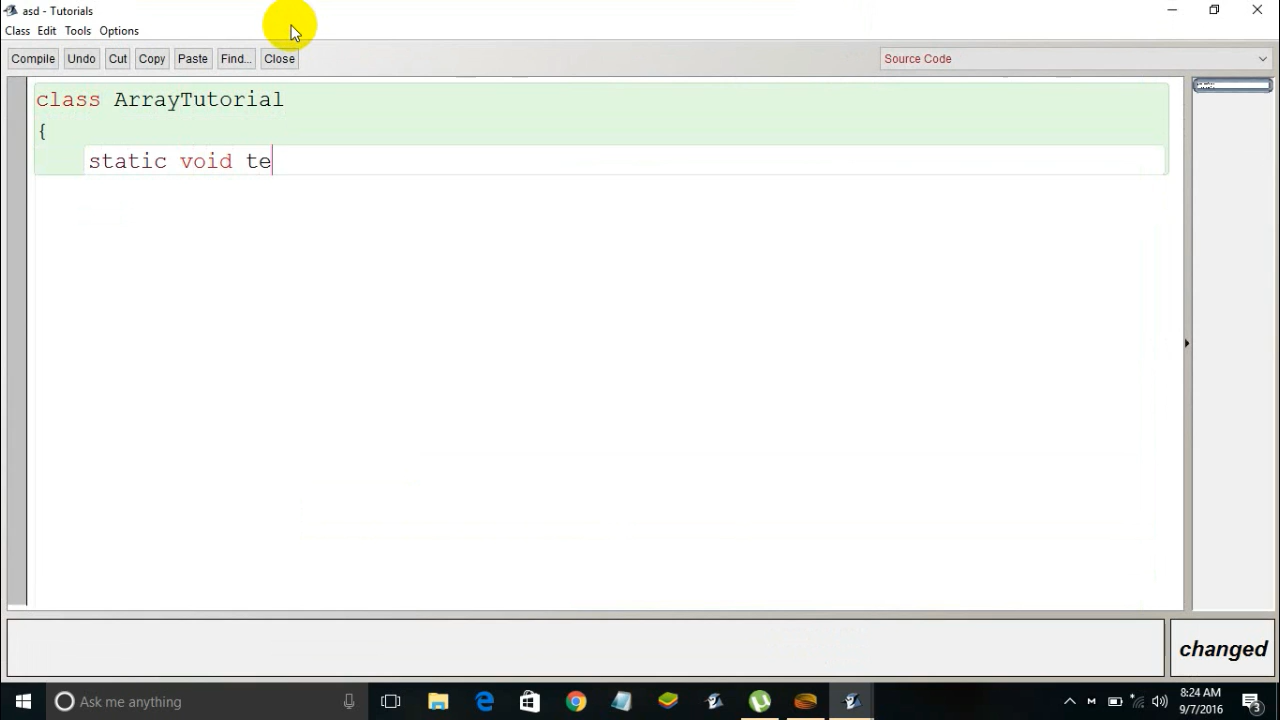 asd - Tutorials
Class Edit Tools Options
Compile Undo Cut Copy Paste Find... Close Source Code
class ArrayTutorial
{
static void te
changed
Ask me anything
8:24 AM
9/7/2016
3